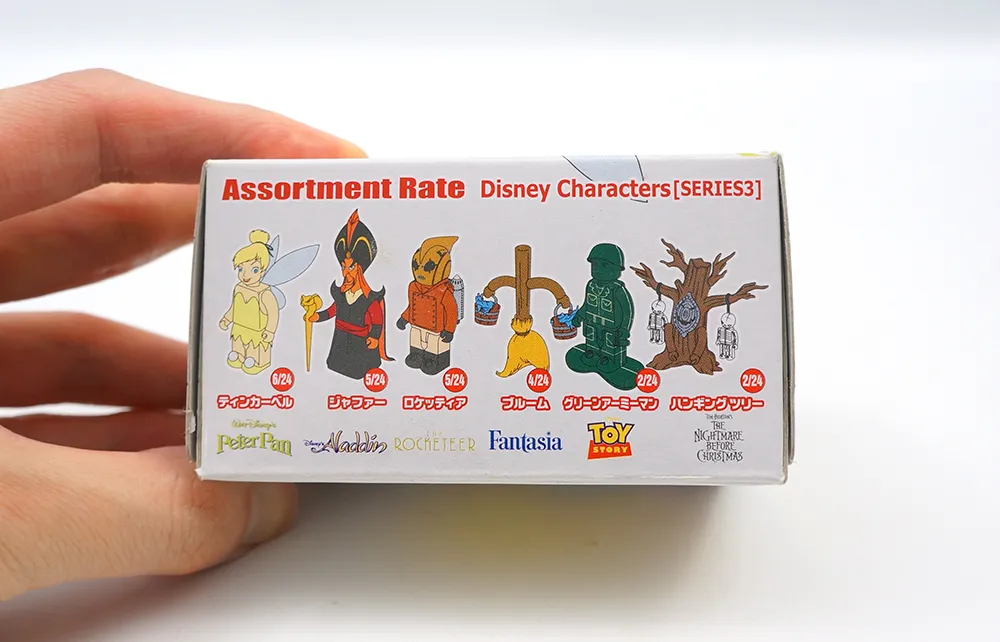 Assortment Rate Disney Characters[SERIES3]
6/24 5/24 5/24 4/24 2/24 2/24
ティンカーベル ジャファー ロケッティア ブルーム グリーンアーミーマン ハンギングツリー
Walt Disney's Peter Pan
Disney's Aladdin
THE ROCKETEER
Fantasia
TOY STORY
Tim Burton's THE NIGHTMARE BEFORE CHRISTMAS